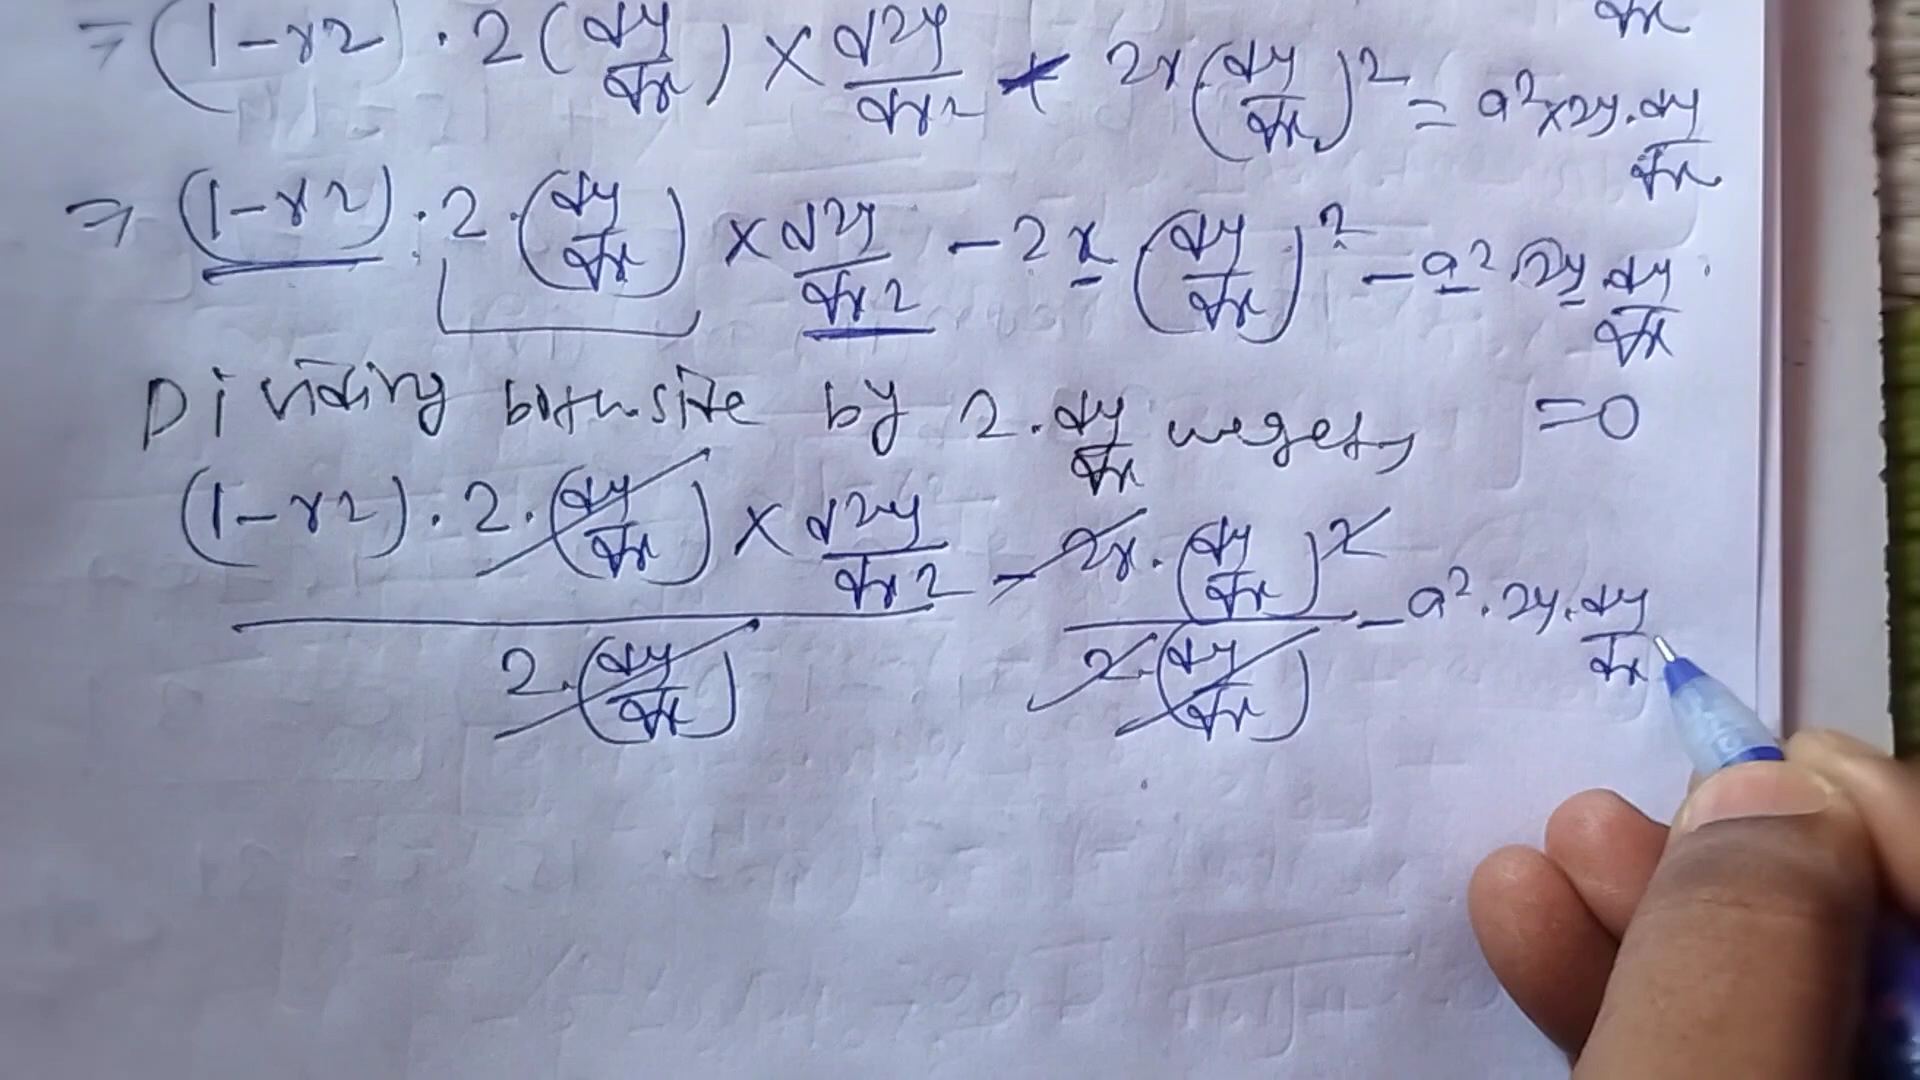 dx
= (1-x2) . 2 (dy/dx) × d2y/dx2 - 2x (dy/dx)2 = a2 × 2y . dy/dx
⇒ (1-x2) . 2 . (dy/dx) × d2y/dx2 - 2x (dy/dx)2 - a2 . 2y dy/dx
= 0
Dividing both side by 2 . dy/dx we get,
(1-x2) . 2 . (dy/dx) × d2y/dx2 - 2x . (dy/dx)2 - a2 . 2y . dy/dx
2 . (dy/dx) 2 . (dy/dx)